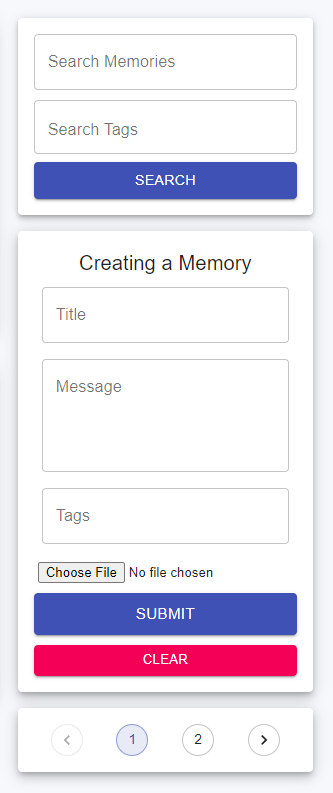 Search Memories
Search Tags
SEARCH
Creating a Memory
Title
Message
Tags
Choose File No file chosen
SUBMIT
CLEAR
1 2